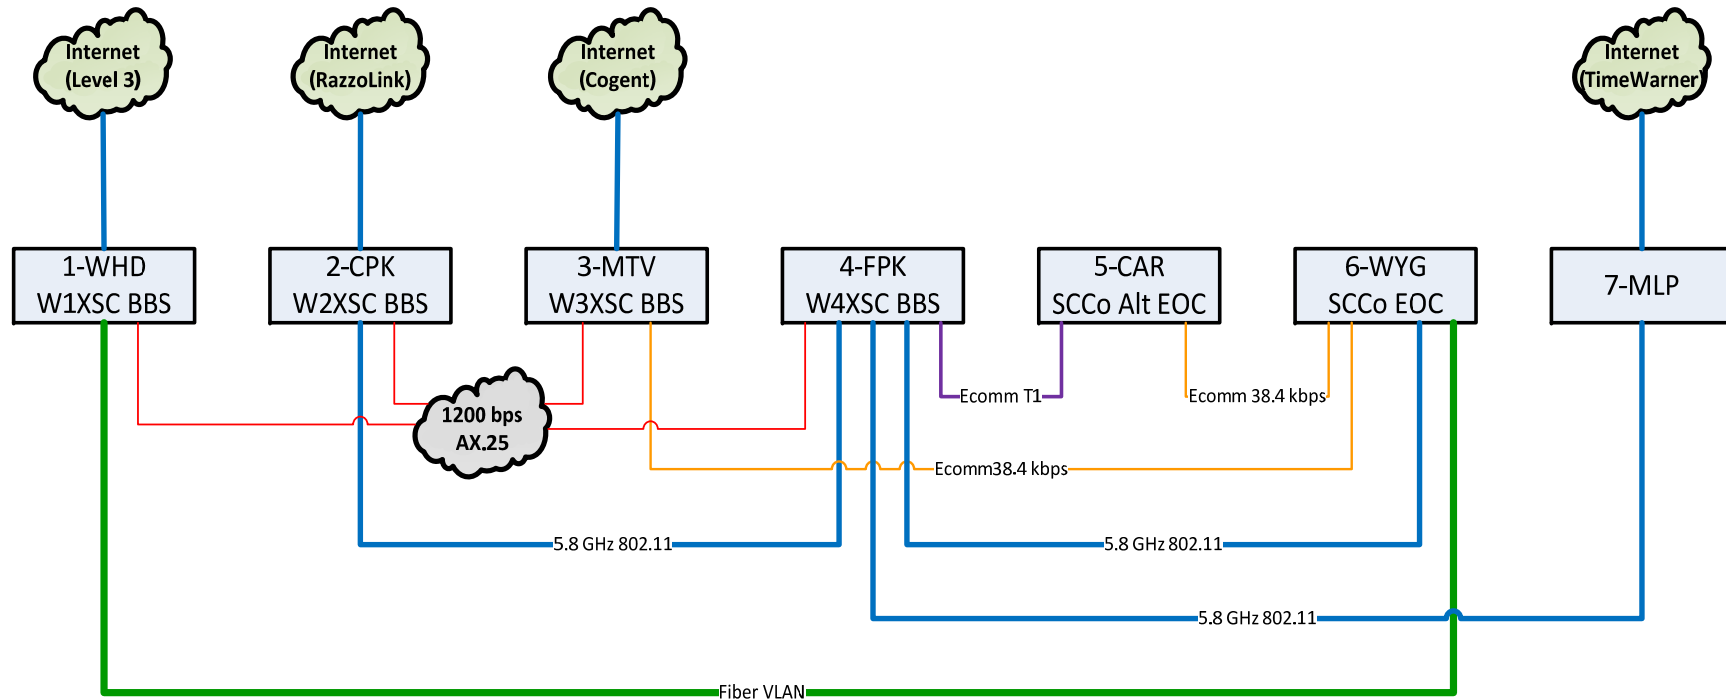 Internet
(Level 3)
Internet
(RazzoLink)
Internet
(Cogent)
Internet
(TimeWarner)
1-WHD
W1XSC BBS
2-CPK
W2XSC BBS
3-MTV
W3XSC BBS
4-FPK
W4XSC BBS
5-CAR
SCCo Alt EOC
6-WYG
SCCo EOC
7-MLP
1200 bps
AX.25
Ecomm T1
Ecomm 38.4 kbps
Ecomm38.4 kbps
5.8 GHz 802.11
5.8 GHz 802.11
5.8 GHz 802.11
Fiber VLAN